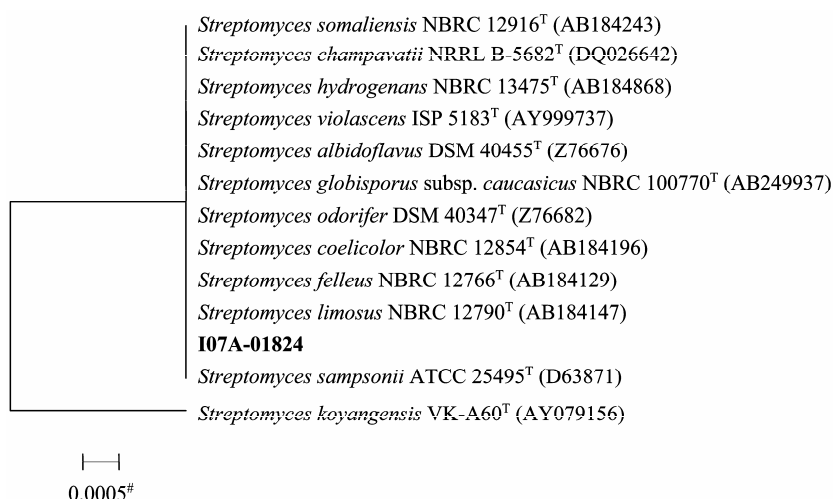 Streptomyces somaliensis NBRC 12916ᵀ (AB184243)
Streptomyces champavatii NRRL B-5682ᵀ (DQ026642)
Streptomyces hydrogenans NBRC 13475ᵀ (AB184868)
Streptomyces violascens ISP 5183ᵀ (AY999737)
Streptomyces albidoflavus DSM 40455ᵀ (Z76676)
Streptomyces globisporus subsp. caucasicus NBRC 100770ᵀ (AB249937)
Streptomyces odorifer DSM 40347ᵀ (Z76682)
Streptomyces coelicolor NBRC 12854ᵀ (AB184196)
Streptomyces felleus NBRC 12766ᵀ (AB184129)
Streptomyces limosus NBRC 12790ᵀ (AB184147)
I07A-01824
Streptomyces sampsonii ATCC 25495ᵀ (D63871)
Streptomyces koyangensis VK-A60ᵀ (AY079156)
0.0005#